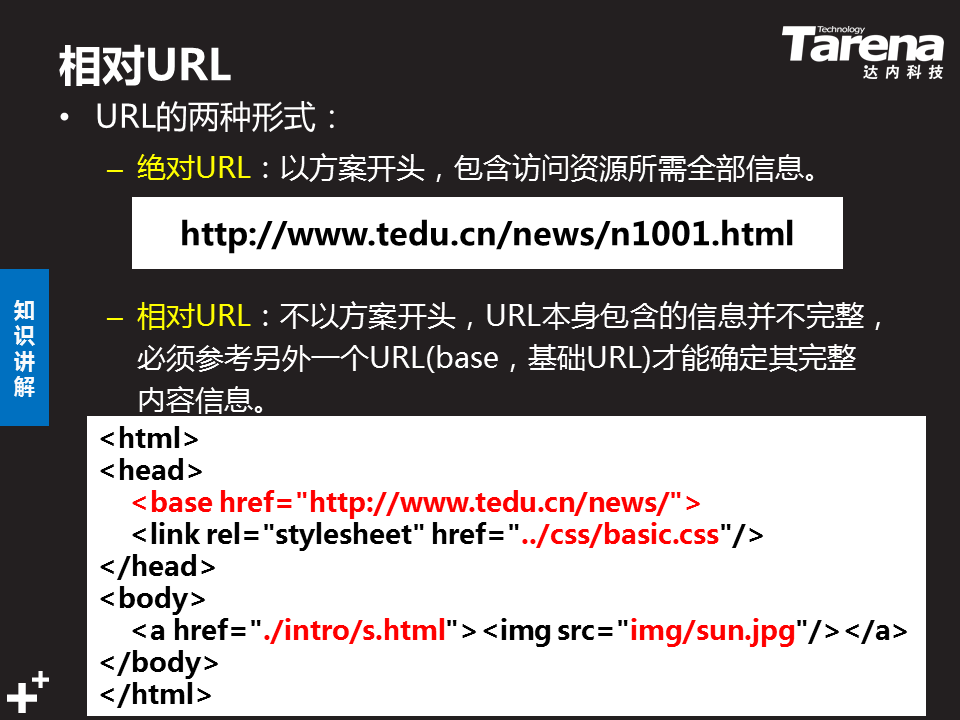 相对URL
Technology
Tarena
达内科技
• URL的两种形式：
– 绝对URL：以方案开头，包含访问资源所需全部信息。
http://www.tedu.cn/news/n1001.html
知识讲解
– 相对URL：不以方案开头，URL本身包含的信息并不完整，
必须参考另外一个URL(base，基础URL)才能确定其完整
内容信息。
<html>
<head>
<base href="http://www.tedu.cn/news/">
<link rel="stylesheet" href="../css/basic.css"/>
</head>
<body>
<a href="./intro/s.html"><img src="img/sun.jpg"/></a>
</body>
</html>